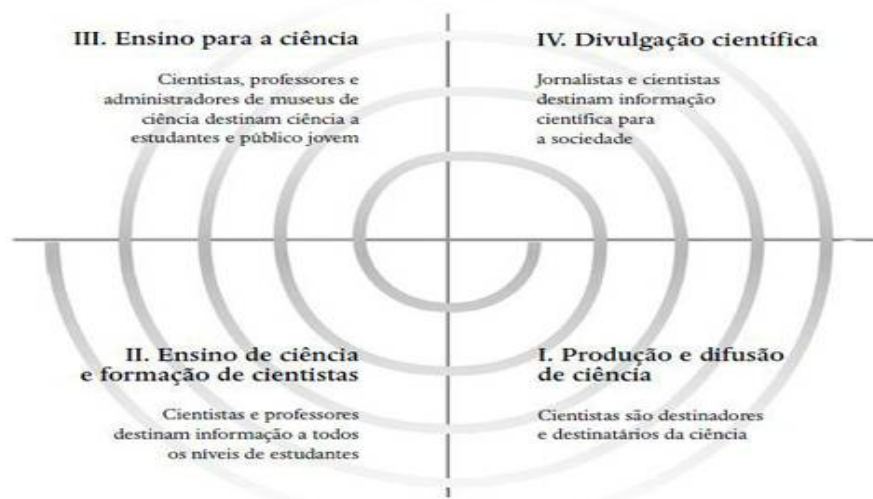 III. Ensino para a ciência
Cientistas, professores e
administradores de museus de
ciência destinam ciência a
estudantes e público jovem
IV. Divulgação científica
Jornalistas e cientistas
destinam informação
científica para
a sociedade
II. Ensino de ciência
e formação de cientistas
Cientistas e professores
destinam informação a todos
os níveis de estudantes
I. Produção e difusão
de ciência
Cientistas são destinadores
e destinatários da ciência